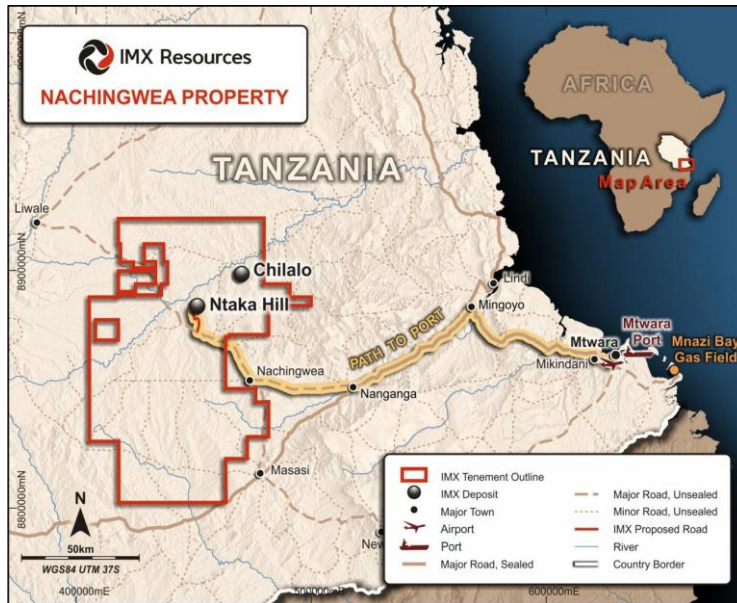 IMX Resources
NACHINGWEA PROPERTY
AFRICA
TANZANIA
Map Area
TANZANIA
Liwale
Chilalo
Ntaka Hill
Lindi
Mingoyo
PATH TO PORT
Mtwara
Port
Mtwara
Mikindani
Mnazi Bay
Gas Field
Nachingwea
Nanganga
Masasi
New
8900000mN
8800000mN
N
50km
WGS84 UTM 37S
400000mE
500000mE
600000mE
IMX Tenement Outline
IMX Deposit
Major Town
Airport
Port
Major Road, Sealed
Major Road, Unsealed
Minor Road, Unsealed
IMX Proposed Road
River
Country Border